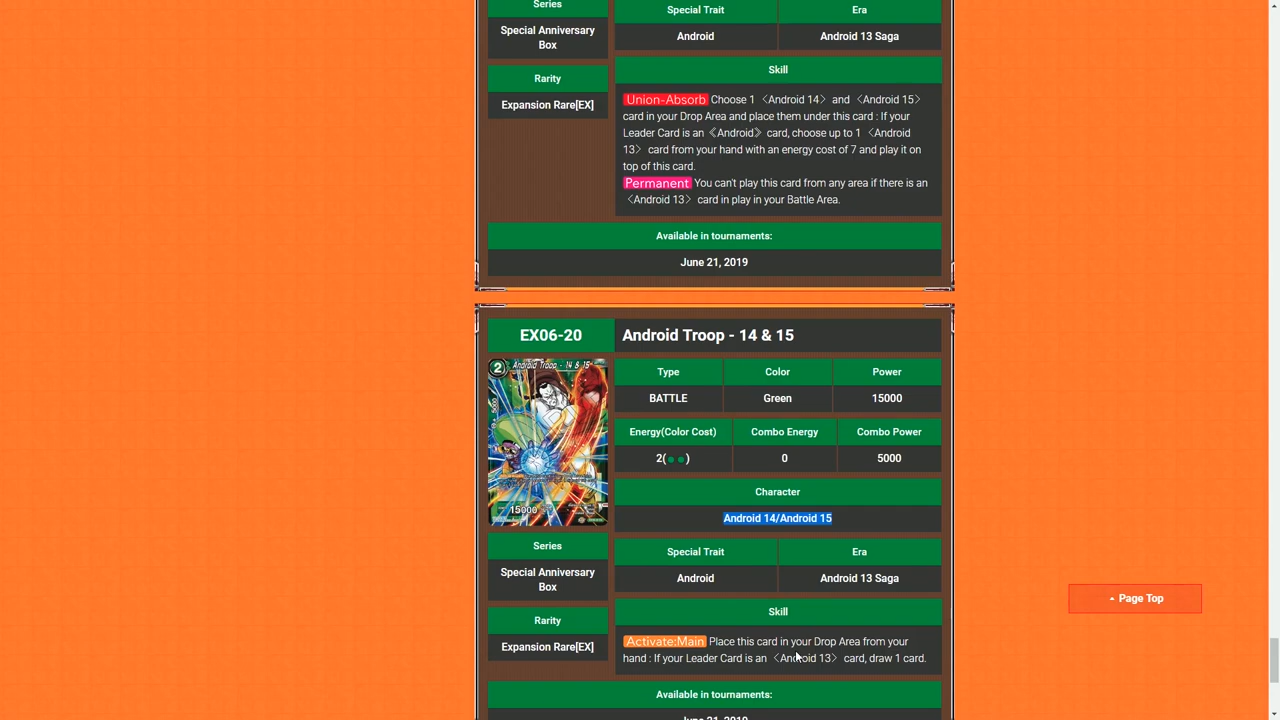 Series
Special Trait
Era
Special Anniversary
Box
Android
Android 13 Saga
Rarity
Skill
Expansion Rare[EX]
Union-Absorb Choose 1 〈Android 14〉 and 〈Android 15〉
card in your Drop Area and place them under this card : If your
Leader Card is an 《Android》 card, choose up to 1 〈Android
13〉 card from your hand with an energy cost of 7 and play it on
top of this card.
Permanent You can't play this card from any area if there is an
〈Android 13〉 card in play in your Battle Area.
Available in tournaments:
June 21, 2019
EX06-20
Android Troop - 14 & 15
2
Android Troop - 14 & 15
5000
15000
Type
Color
Power
BATTLE
Green
15000
Energy(Color Cost)
Combo Energy
Combo Power
2(●●)
0
5000
Character
Android 14/Android 15
Series
Special Trait
Era
Special Anniversary
Box
Android
Android 13 Saga
Rarity
Skill
Expansion Rare[EX]
Activate:Main Place this card in your Drop Area from your
hand : If your Leader Card is an 〈Android 13〉 card, draw 1 card.
Available in tournaments:
June 21, 2019
Page Top